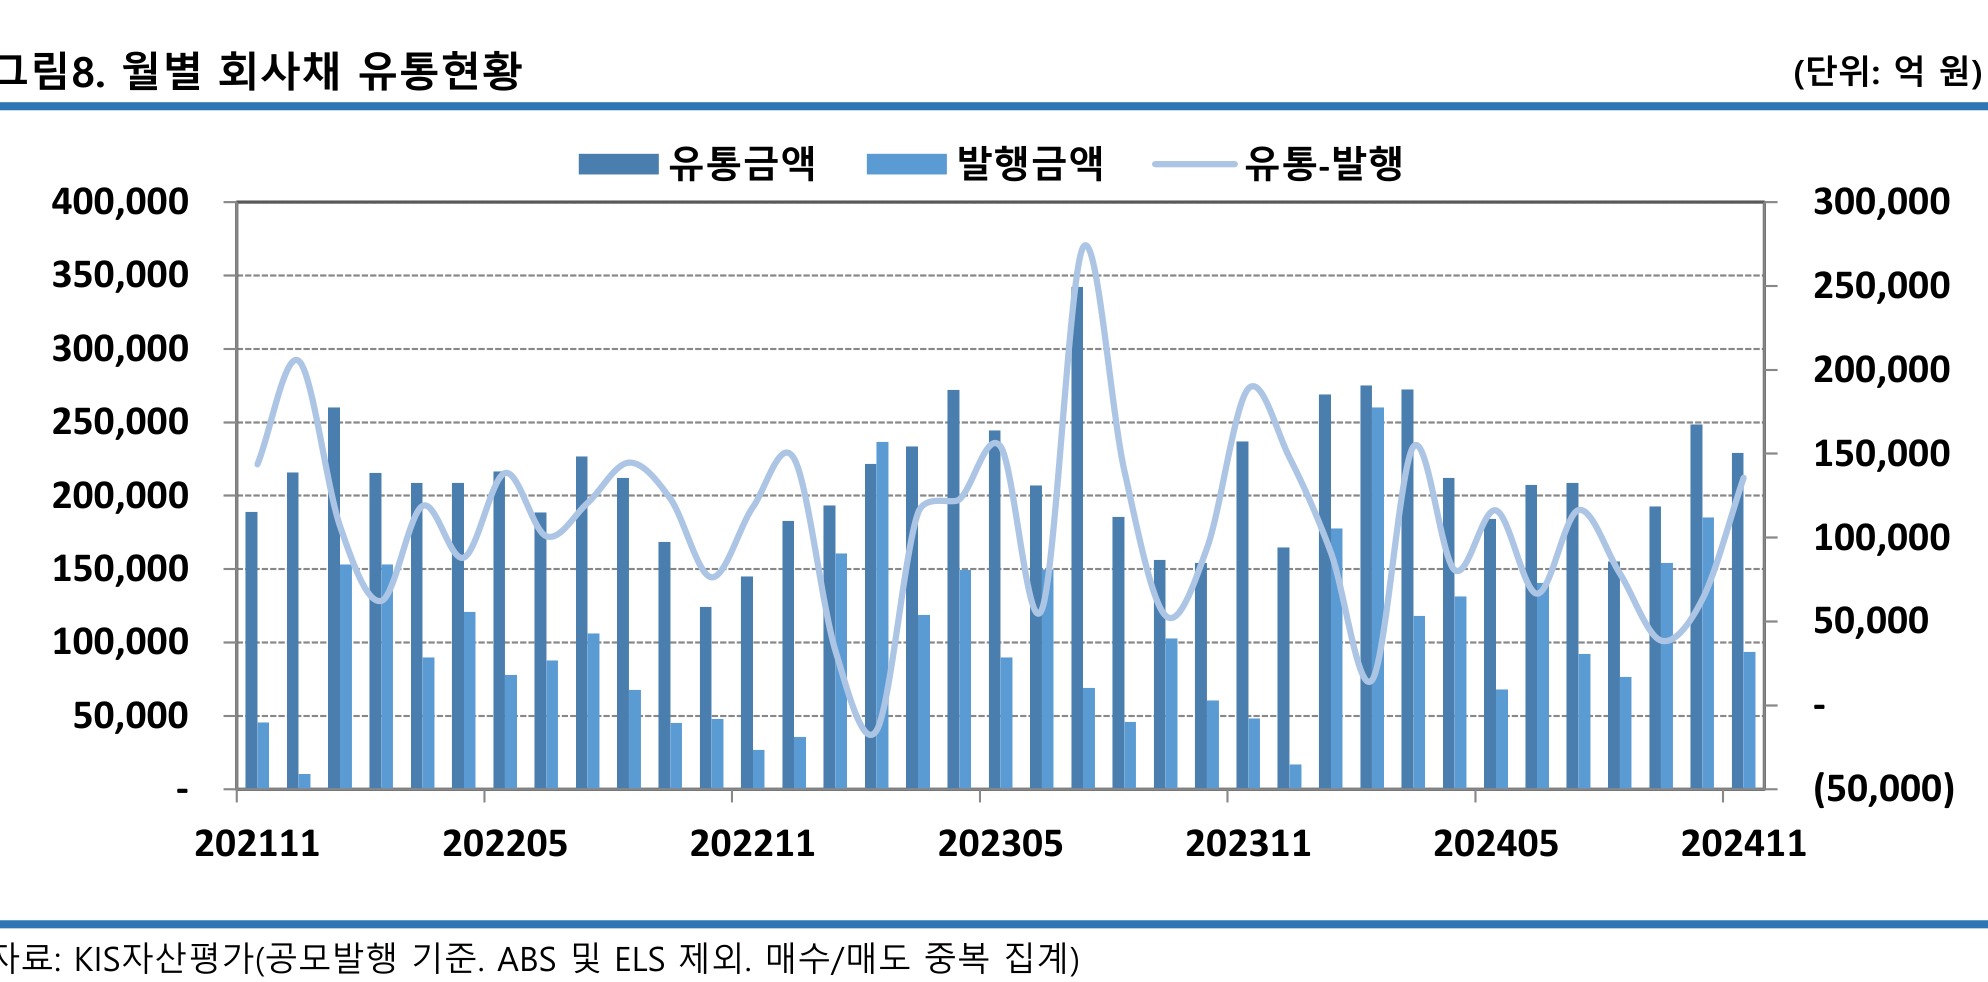 그림8. 월별 회사채 유통현황 (단위: 억 원)
유통금액 발행금액 유통-발행
400,000 300,000
350,000 250,000
300,000 200,000
250,000 150,000
200,000 100,000
150,000 50,000
100,000 -
50,000 (50,000)
-
202111 202205 202211 202305 202311 202405 202411
자료: KIS자산평가(공모발행 기준. ABS 및 ELS 제외. 매수/매도 중복 집계)